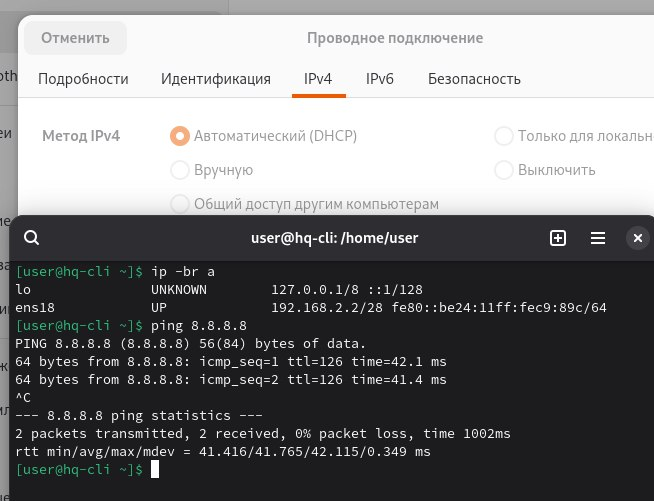 Отменить
Проводное подключение
Подробности
Идентификация
IPv4
IPv6
Безопасность
Метод IPv4
Автоматический (DHCP)
Только для локальн
Вручную
Выключить
Общий доступ другим компьютерам
user@hq-cli: /home/user
[user@hq-cli ~]$ ip -br a
lo UNKNOWN 127.0.0.1/8 ::1/128
ens18 UP 192.168.2.2/28 fe80::be24:11ff:fec9:89c/64
[user@hq-cli ~]$ ping 8.8.8.8
PING 8.8.8.8 (8.8.8.8) 56(84) bytes of data.
64 bytes from 8.8.8.8: icmp_seq=1 ttl=126 time=42.1 ms
64 bytes from 8.8.8.8: icmp_seq=2 ttl=126 time=41.4 ms
^C
--- 8.8.8.8 ping statistics ---
2 packets transmitted, 2 received, 0% packet loss, time 1002ms
rtt min/avg/max/mdev = 41.416/41.765/42.115/0.349 ms
[user@hq-cli ~]$